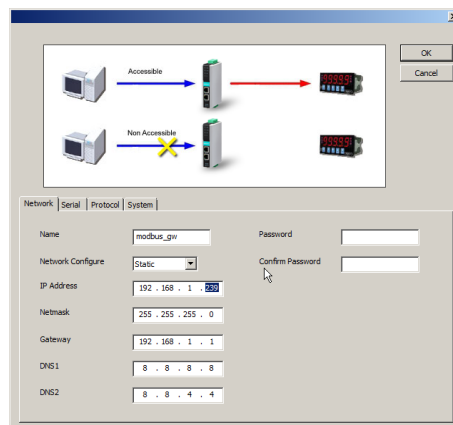 OK
Cancel
Accessible
Non Accessible
Network Serial Protocol System
Name modbus_gw Password
Network Configure Static Confirm Password
IP Address 192 . 168 . 1 . 239
Netmask 255 . 255 . 255 . 0
Gateway 192 . 168 . 1 . 1
DNS1 8 . 8 . 8 . 8
DNS2 8 . 8 . 4 . 4